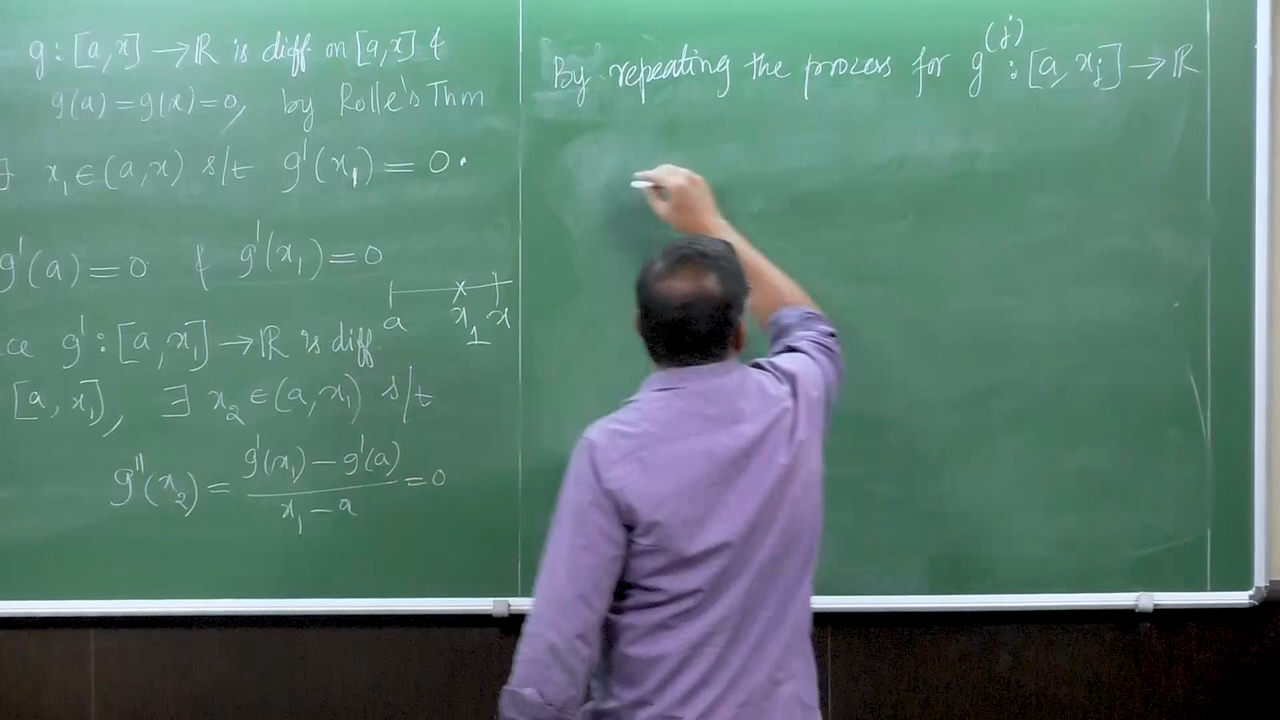 g : [a, x] → ℝ is diff on [a, x] &
g(a) = g(x) = 0, by Rolle's Thm
∃ x₁ ∈ (a, x) s/t g'(x₁) = 0.
g'(a) = 0 & g'(x₁) = 0
a x₁ x
g' : [a, x₁] → ℝ is diff
[a, x₁], ∃ x₂ ∈ (a, x₁) s/t
g''(x₂) = (g'(x₁) − g'(a)) / (x₁ − a) = 0
By repeating the process for g⁽ʲ⁾ : [a, xⱼ] → ℝ